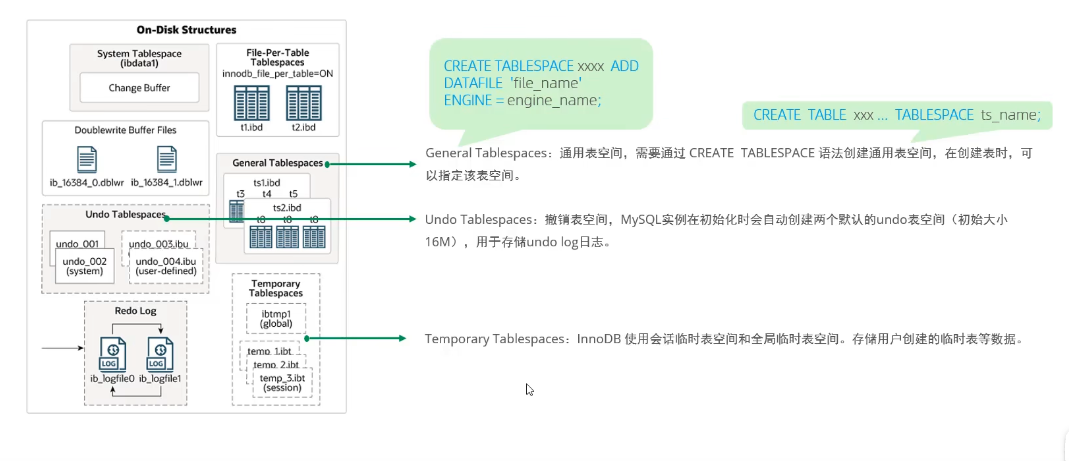 On-Disk Structures
System Tablespace
(ibdata1)
Change Buffer
File-Per-Table
Tablespaces
innodb_file_per_table=ON
t1.ibd
t2.ibd
Doublewrite Buffer Files
ib_16384_0.dblwr
ib_16384_1.dblwr
General Tablespaces
ts1.ibd
t3 t4 t5
ts2.ibd
Undo Tablespaces
undo_001
undo_002
(system)
undo_003.ibu
undo_004.ibu
(user-defined)
Temporary
Tablespaces
ibtmp1
(global)
temp_1.ibt
temp_2.ibt
temp_3.ibt
(session)
Redo Log
LOG
LOG
ib_logfile0
ib_logfile1
CREATE TABLESPACE xxxx ADD
DATAFILE 'file_name'
ENGINE = engine_name;
CREATE TABLE xxx ... TABLESPACE ts_name;
General Tablespaces：通用表空间，需要通过 CREATE TABLESPACE 语法创建通用表空间，在创建表时，可
以指定该表空间。
Undo Tablespaces：撤销表空间，MySQL实例在初始化时会自动创建两个默认的undo表空间（初始大小
16M），用于存储undo log日志。
Temporary Tablespaces：InnoDB 使用会话临时表空间和全局临时表空间。存储用户创建的临时表等数据。